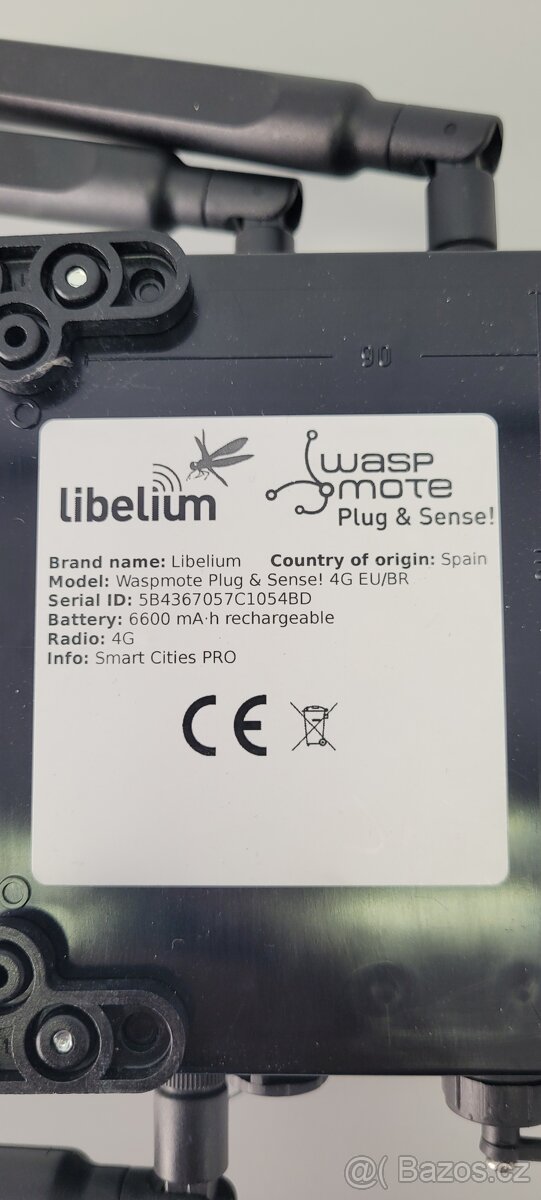 90
libelium
wasp
mote
Plug & Sense!
Brand name: Libelium Country of origin: Spain
Model: Waspmote Plug & Sense! 4G EU/BR
Serial ID: 5B4367057C1054BD
Battery: 6600 mA·h rechargeable
Radio: 4G
Info: Smart Cities PRO
CE
@( Bazos.cz